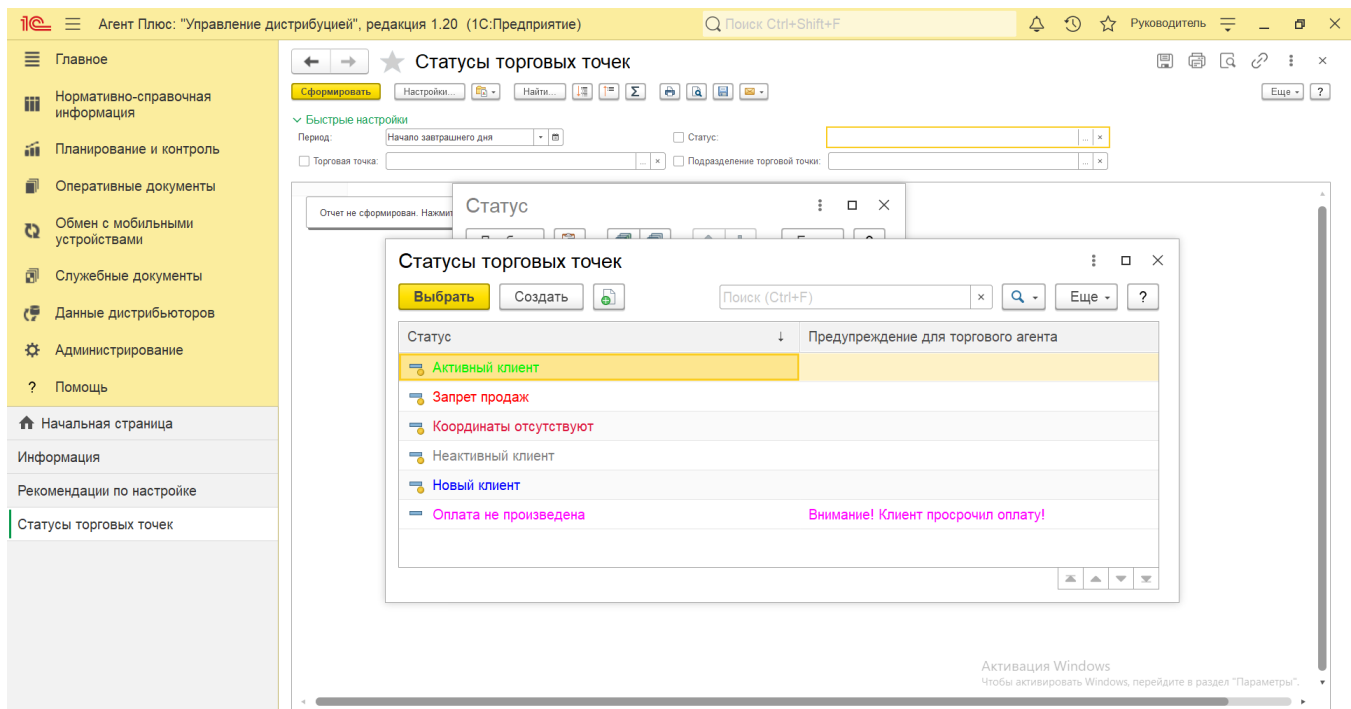 1С Агент Плюс: "Управление дистрибуцией", редакция 1.20 (1С:Предприятие) Поиск Ctrl+Shift+F Руководитель
Главное
Нормативно-справочная
информация
Планирование и контроль
Оперативные документы
Обмен с мобильными
устройствами
Служебные документы
Данные дистрибьюторов
Администрирование
? Помощь
Начальная страница
Информация
Рекомендации по настройке
Статусы торговых точек
Статусы торговых точек
Сформировать Настройки... Найти... Σ Еще ?
Быстрые настройки
Период: Начало завтрашнего дня Статус:
Торговая точка: Подразделение торговой точки:
Отчет не сформирован.
Статус
Статусы торговых точек
Выбрать Создать Поиск (Ctrl+F) × Еще ?
Статус ↓ Предупреждение для торгового агента
Активный клиент
Запрет продаж
Координаты отсутствуют
Неактивный клиент
Новый клиент
Оплата не произведена Внимание! Клиент просрочил оплату!
Активация Windows
Чтобы активировать Windows, перейдите в раздел "Параметры".